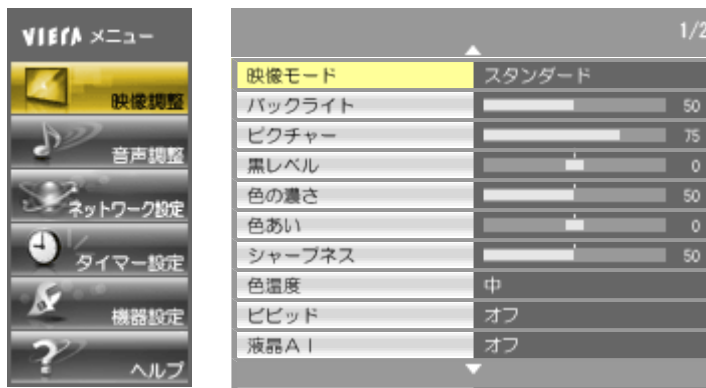 VIERA メニュー
映像調整
音声調整
ネットワーク設定
タイマー設定
機器設定
ヘルプ
1/2
映像モード スタンダード
バックライト 50
ピクチャー 75
黒レベル 0
色の濃さ 50
色あい 0
シャープネス 50
色温度 中
ビビッド オフ
液晶AI オフ